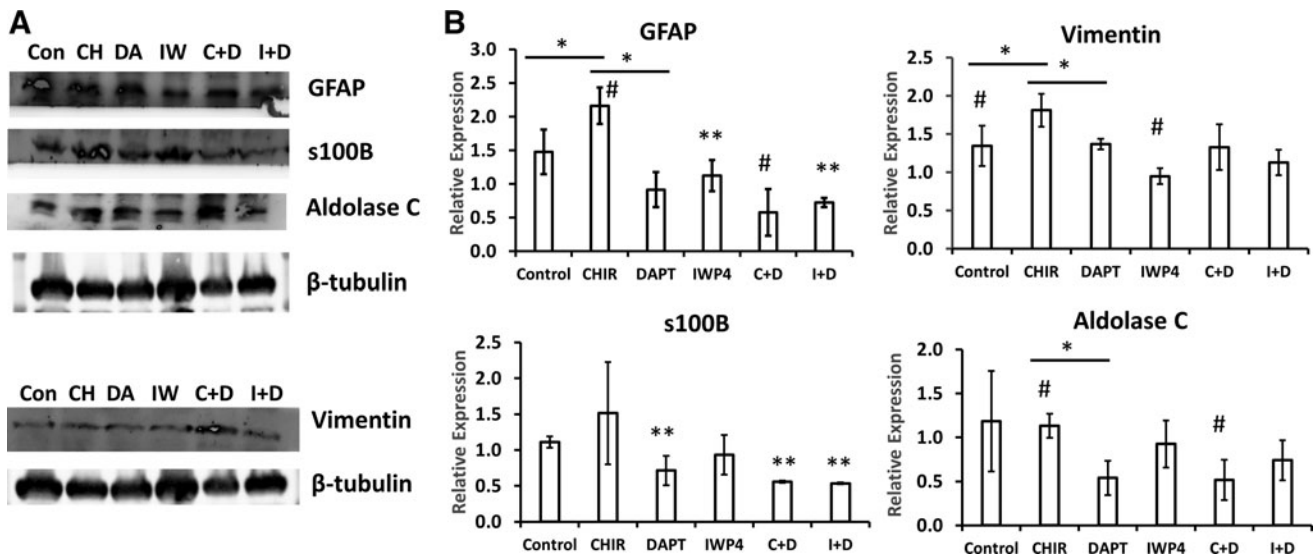 A
Con CH DA IW C+D I+D
GFAP
s100B
Aldolase C
β-tubulin
Con CH DA IW C+D I+D
Vimentin
β-tubulin
B
GFAP
Relative Expression
3.0
2.5
2.0
1.5
1.0
0.5
0.0
* * # ** # **
Control CHIR DAPT IWP4 C+D I+D
Vimentin
Relative Expression
2.5
2.0
1.5
1.0
0.5
0.0
* * # #
Control CHIR DAPT IWP4 C+D I+D
s100B
Relative Expression
2.5
2.0
1.5
1.0
0.5
0.0
** ** **
Control CHIR DAPT IWP4 C+D I+D
Aldolase C
Relative Expression
2.0
1.5
1.0
0.5
0.0
* # #
Control CHIR DAPT IWP4 C+D I+D